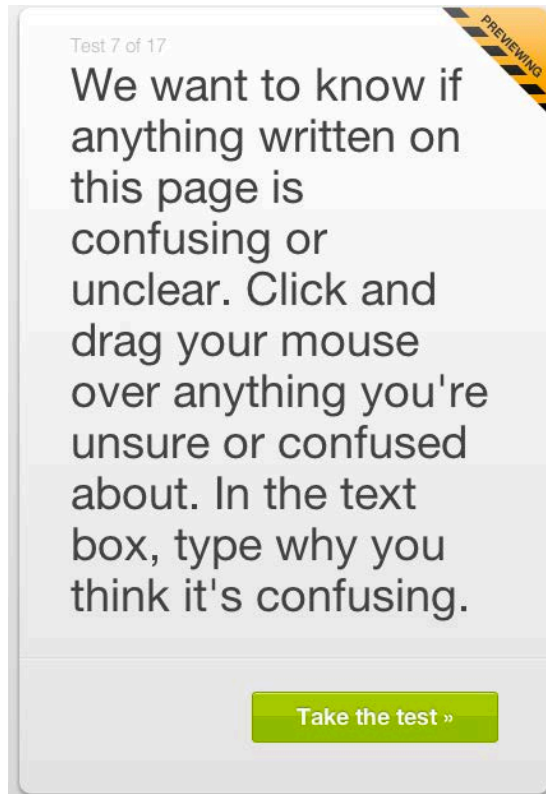 Test 7 of 17
PREVIEWING
We want to know if
anything written on
this page is
confusing or
unclear. Click and
drag your mouse
over anything you're
unsure or confused
about. In the text
box, type why you
think it's confusing.
Take the test »